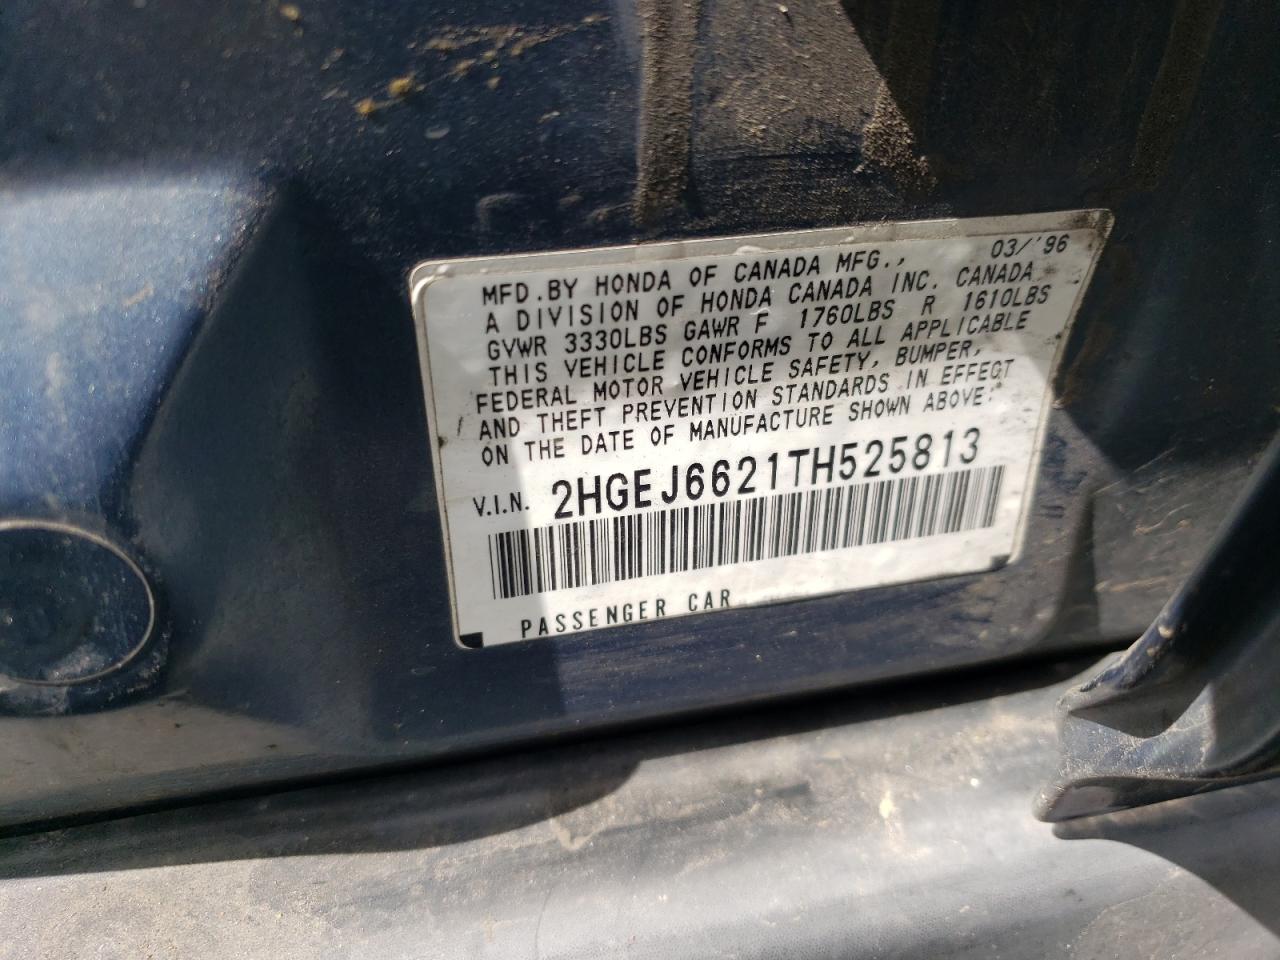 03/'96
MFD.BY HONDA OF CANADA MFG.,
A DIVISION OF HONDA CANADA INC. CANADA
GVWR 3330LBS GAWR F 1760LBS R 1610LBS
THIS VEHICLE CONFORMS TO ALL APPLICABLE
FEDERAL MOTOR VEHICLE SAFETY, BUMPER,
AND THEFT PREVENTION STANDARDS IN EFFECT
ON THE DATE OF MANUFACTURE SHOWN ABOVE.
V.I.N. 2HGEJ6621TH525813
PASSENGER CAR